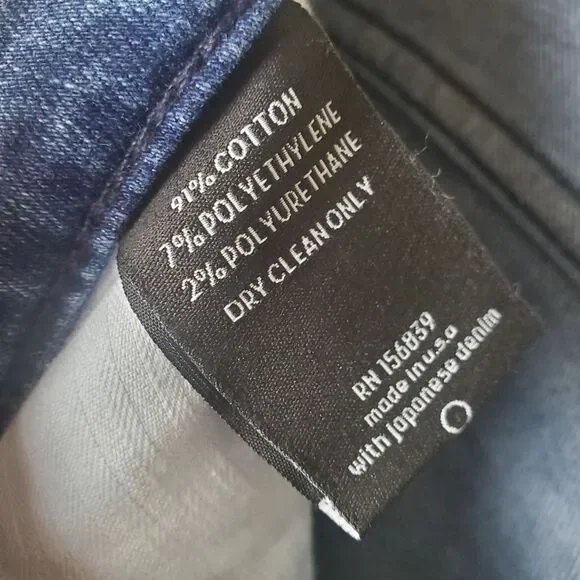 91% COTTON
7% POLYETHYLENE
2% POLYURETHANE
DRY CLEAN ONLY
RN 156839
made in u.s.a
with japanese denim